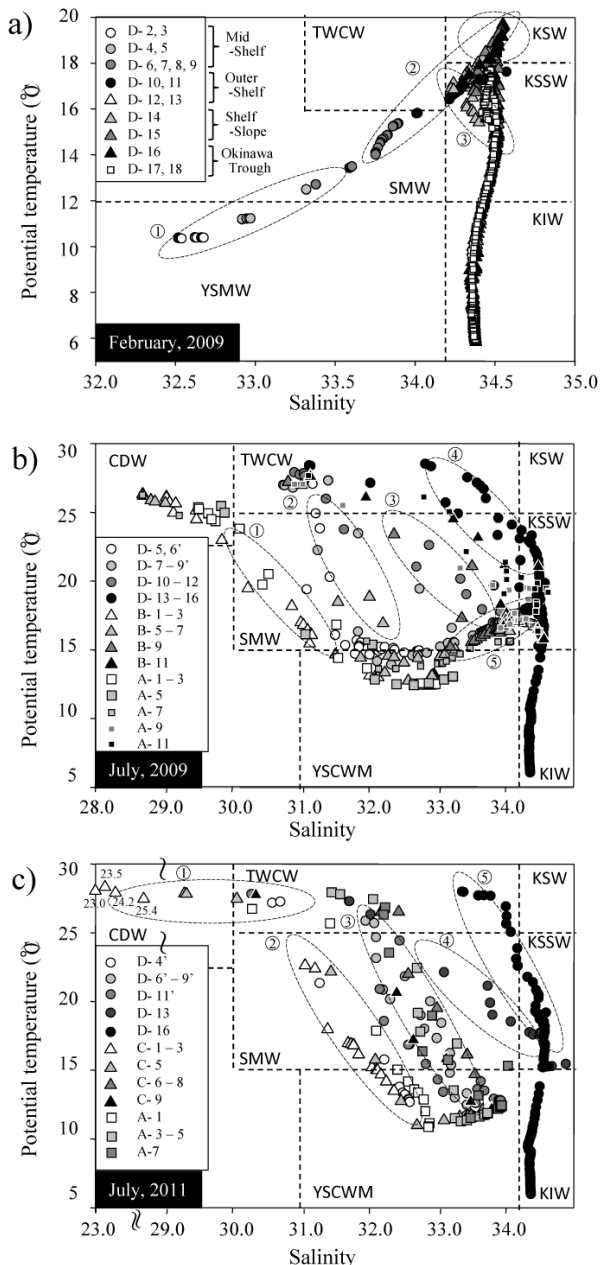 a)
Potential temperature (℃)
20
18
16
14
12
10
8
6
D- 2, 3
D- 4, 5
D- 6, 7, 8, 9
D- 10, 11
D- 12, 13
D- 14
D- 15
D- 16
D- 17, 18
Mid
-Shelf
Outer
-Shelf
Shelf
-Slope
Okinawa
Trough
TWCW
KSW
KSSW
②
③
SMW
KIW
①
YSMW
February, 2009
32.0 32.5 33.0 33.5 34.0 34.5 35.0
Salinity
b)
Potential temperature (℃)
30
25
20
15
10
5
CDW
TWCW
④
KSW
KSSW
②
③
①
SMW
⑤
D- 5, 6’
D- 7 – 9’
D- 10 – 12
D- 13 – 16
B- 1 – 3
B- 5 – 7
B- 9
B- 11
A- 1 – 3
A- 5
A- 7
A- 9
A- 11
July, 2009
YSCWM
KIW
28.0 29.0 30.0 31.0 32.0 33.0 34.0
Salinity
c)
Potential temperature (℃)
30
25
20
15
10
5
①
TWCW
⑤
KSW
23.5
23.0
24.2
25.4
③
CDW
②
④
KSSW
SMW
D- 4’
D- 6’ – 9’
D- 11’
D- 13
D- 16
C- 1 – 3
C- 5
C- 6 – 8
C- 9
A- 1
A- 3 – 5
A- 7
July, 2011
YSCWM
KIW
23.0 29.0 30.0 31.0 32.0 33.0 34.0
Salinity